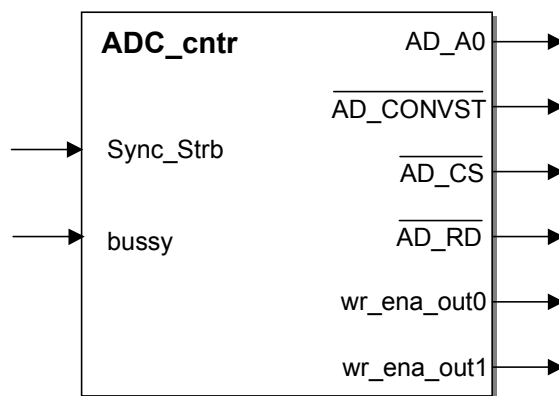 ADC_cntr
AD_A0
AD_CONVST
Sync_Strb
AD_CS
bussy
AD_RD
wr_ena_out0
wr_ena_out1